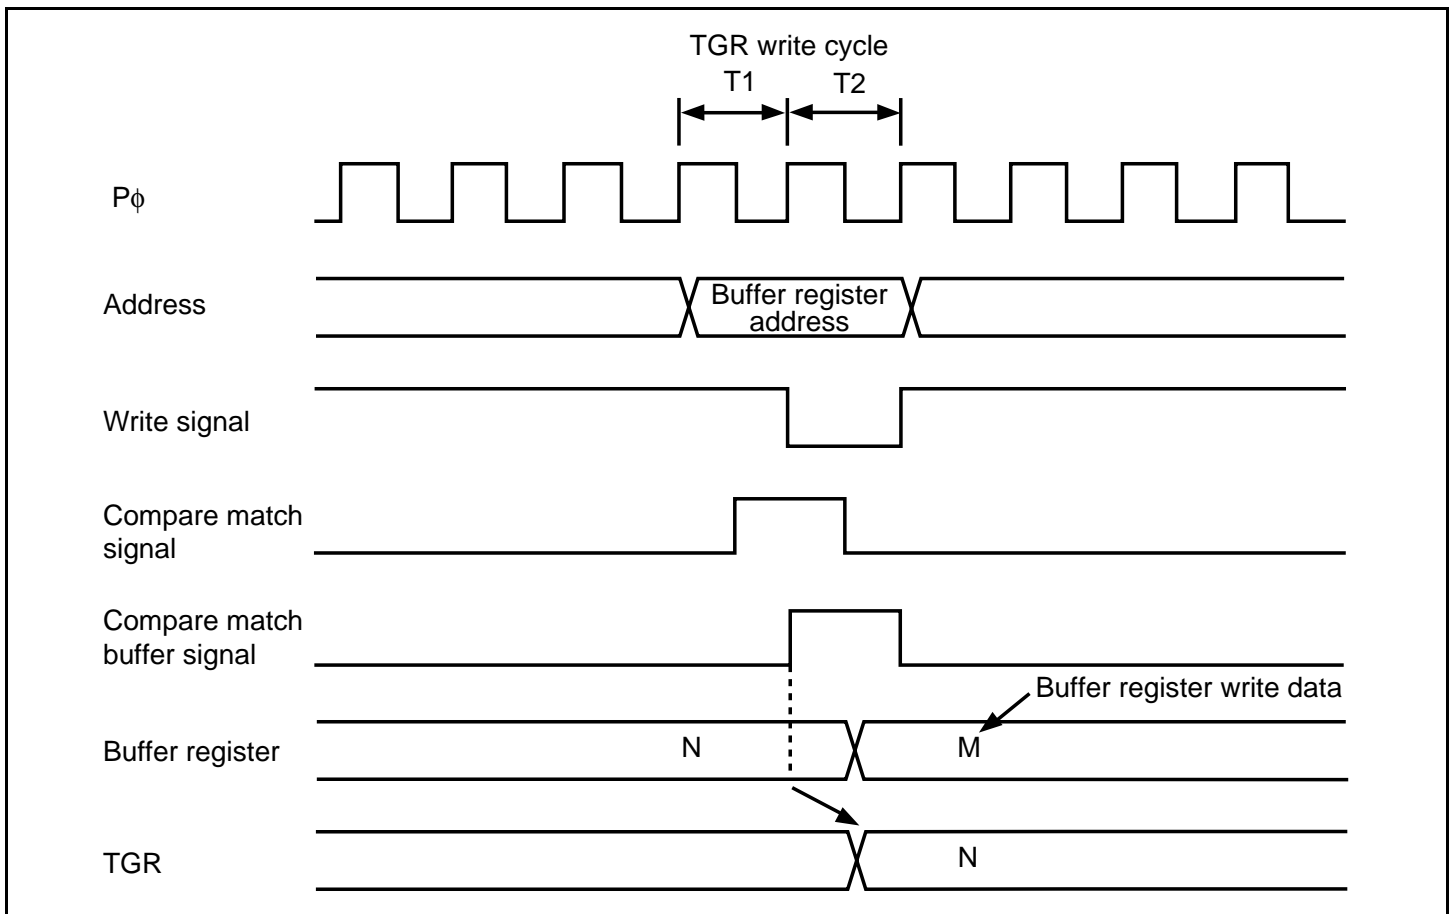 TGR write cycle
T1 T2
Pϕ
Address
Buffer register
address
Write signal
Compare match
signal
Compare match
buffer signal
Buffer register write data
Buffer register
N M
TGR
N